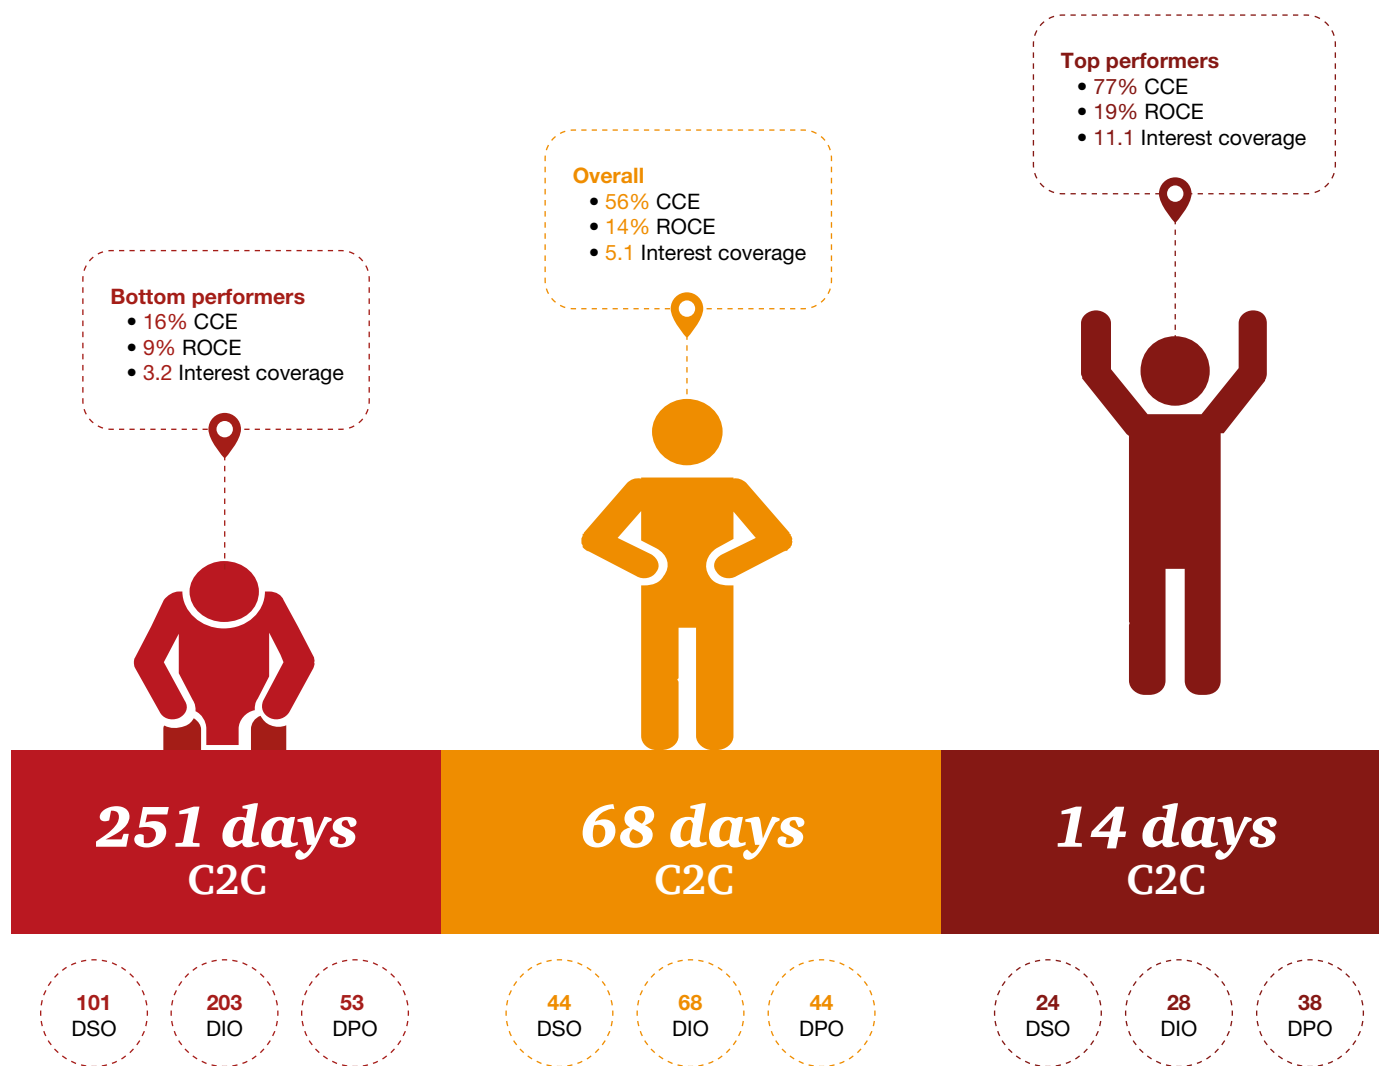 Bottom performers
• 16% CCE
• 9% ROCE
• 3.2 Interest coverage
251 days
C2C
101
DSO
203
DIO
53
DPO
Overall
• 56% CCE
• 14% ROCE
• 5.1 Interest coverage
68 days
C2C
44
DSO
68
DIO
44
DPO
Top performers
• 77% CCE
• 19% ROCE
• 11.1 Interest coverage
14 days
C2C
24
DSO
28
DIO
38
DPO